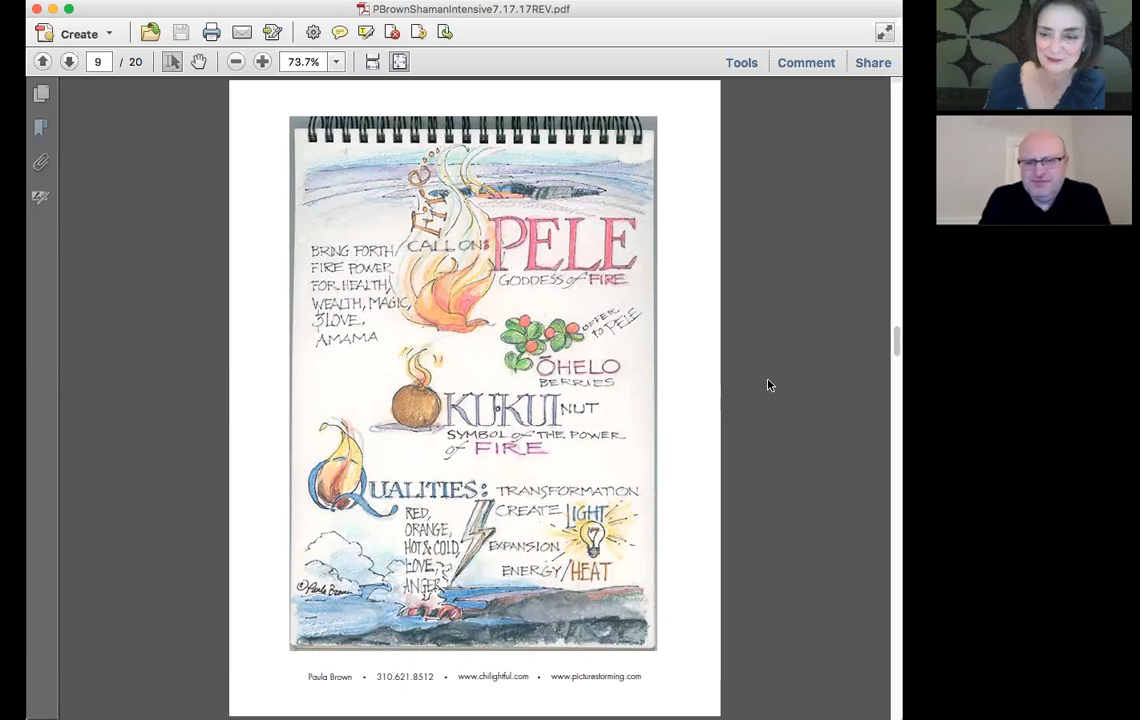 PBrownShamanIntensive7.17.17REV.pdf
Create
9 / 20
73.7%
Tools
Comment
Share
Fire...
CALL ON:
PELE
GODDESS of FIRE
BRING FORTH
FIRE POWER
FOR HEALTH,
WEALTH, MAGIC,
& LOVE,
AMAMA
OFFER
TO PELE
ŌHELO
BERRIES
KUKUI NUT
SYMBOL of THE POWER
of FIRE
QUALITIES:
TRANSFORMATION
RED,
ORANGE,
HOT & COLD,
LOVE,
ANGER
CREATE LIGHT
EXPANSION
ENERGY/HEAT
© Paula Brown
Paula Brown • 310.621.8512 • www.chilightful.com • www.picturestorming.com